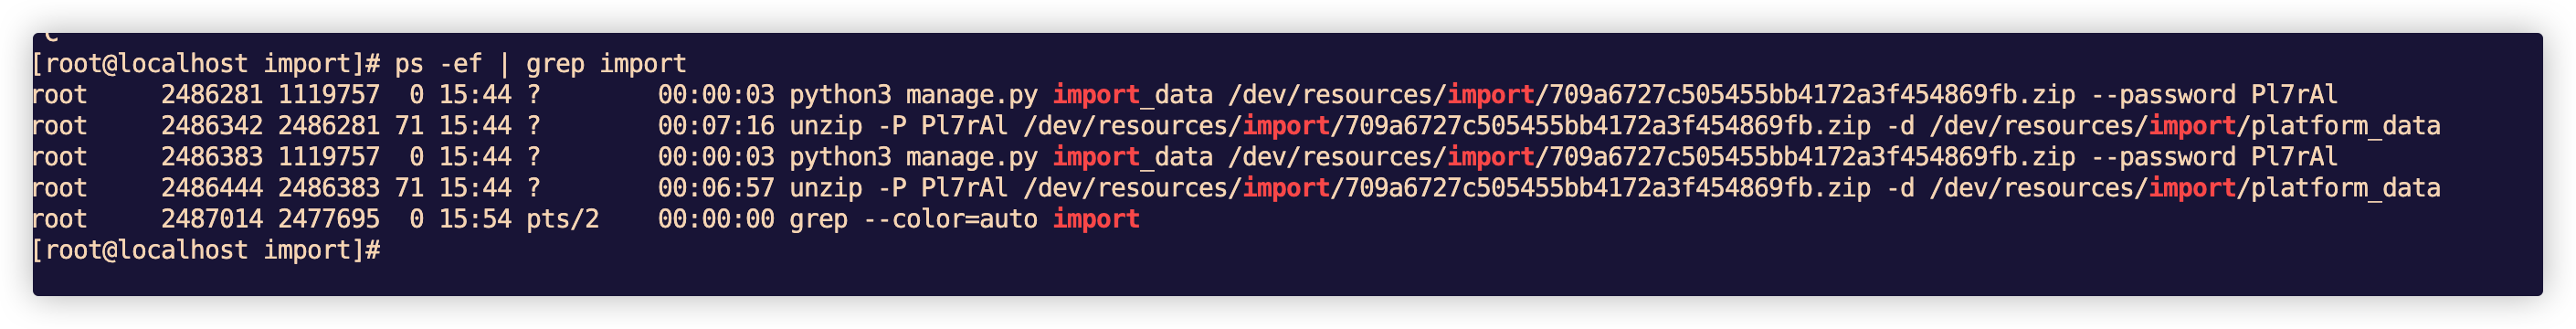 [root@localhost import]# ps -ef | grep import
root     2486281 1119757  0 15:44 ?        00:00:03 python3 manage.py import_data /dev/resources/import/709a6727c505455bb4172a3f454869fb.zip --password Pl7rAl
root     2486342 2486281 71 15:44 ?        00:07:16 unzip -P Pl7rAl /dev/resources/import/709a6727c505455bb4172a3f454869fb.zip -d /dev/resources/import/platform_data
root     2486383 1119757  0 15:44 ?        00:00:03 python3 manage.py import_data /dev/resources/import/709a6727c505455bb4172a3f454869fb.zip --password Pl7rAl
root     2486444 2486383 71 15:44 ?        00:06:57 unzip -P Pl7rAl /dev/resources/import/709a6727c505455bb4172a3f454869fb.zip -d /dev/resources/import/platform_data
root     2487014 2477695  0 15:54 pts/2    00:00:00 grep --color=auto import
[root@localhost import]#